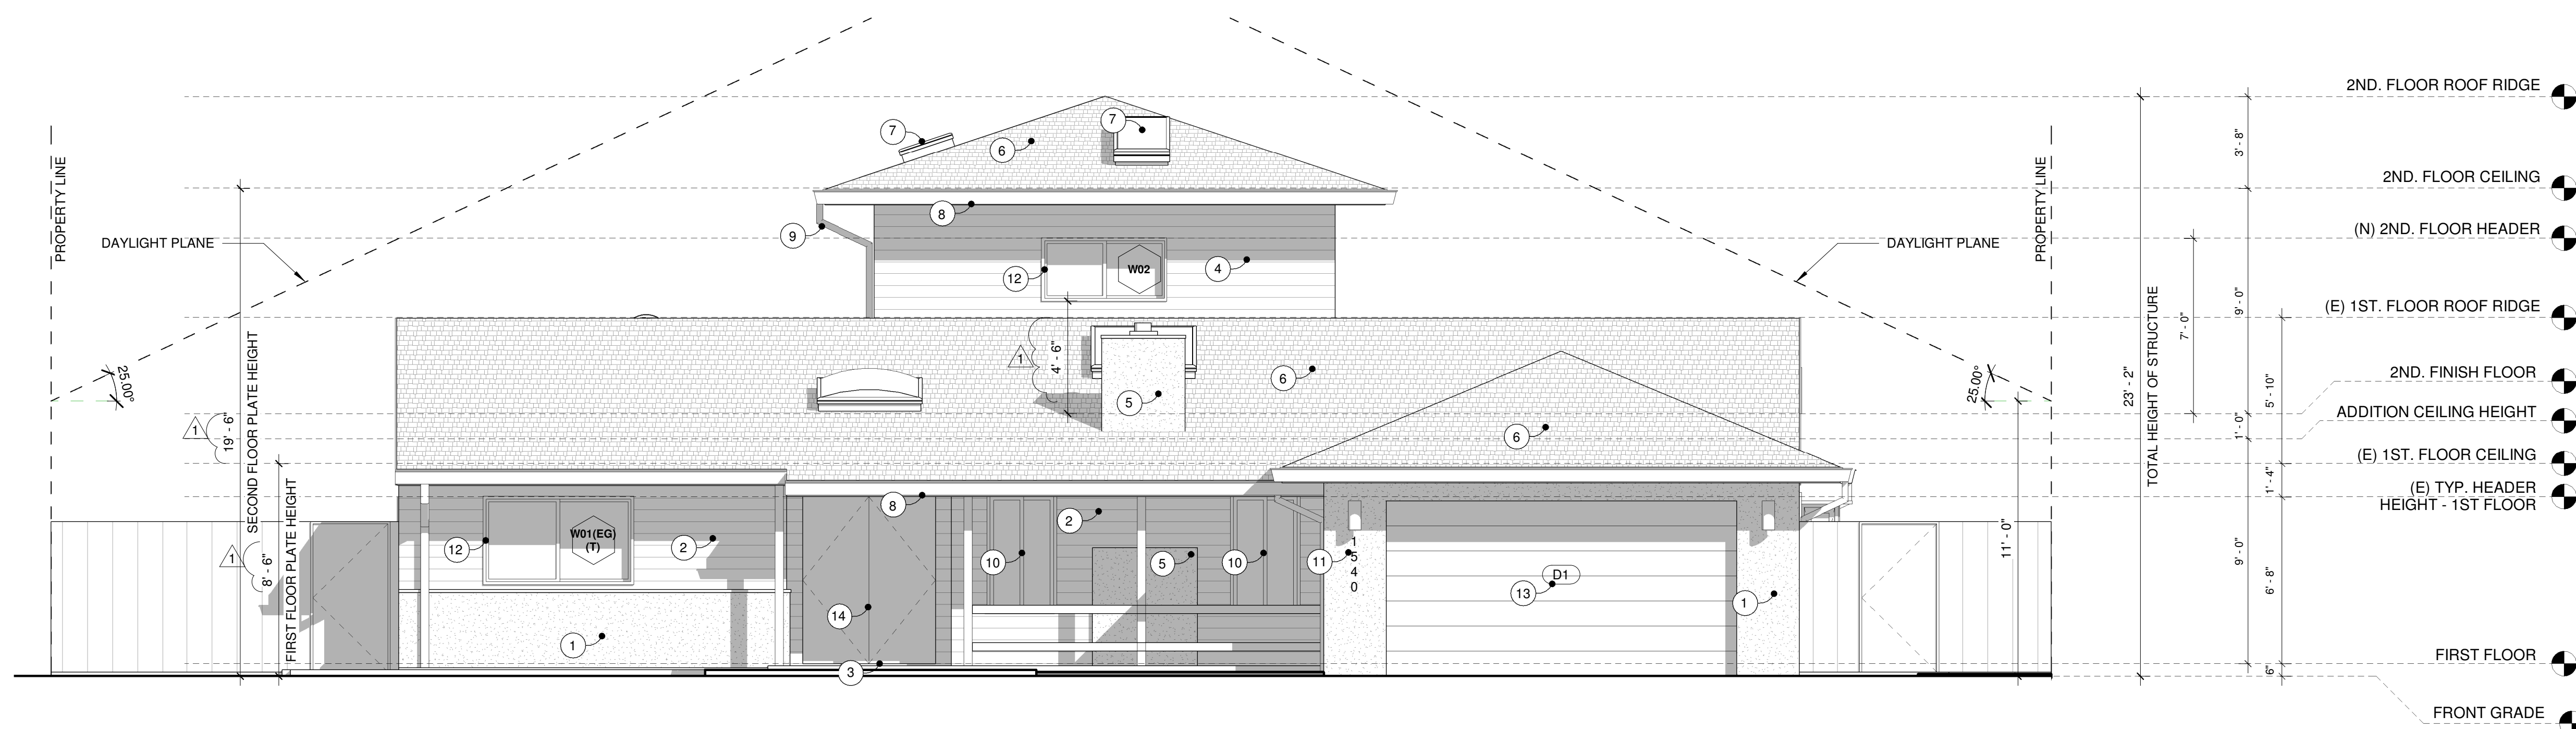 2ND. FLOOR ROOF RIDGE
3' - 8"
7
7
6
PROPERTY LINE
PROPERTY LINE
2ND. FLOOR CEILING
8
9
(N) 2ND. FLOOR HEADER
DAYLIGHT PLANE
DAYLIGHT PLANE
12
W02
4
9' - 0"
(E) 1ST. FLOOR ROOF RIDGE
7' - 0"
TOTAL HEIGHT OF STRUCTURE
23' - 2"
SECOND FLOOR PLATE HEIGHT
19' - 6"
1
25.00°
25.00°
1
4' - 6"
6
5
2ND. FINISH FLOOR
5' - 10"
ADDITION CEILING HEIGHT
1' - 0"
6
(E) 1ST. FLOOR CEILING
1' - 4"
(E) TYP. HEADER
HEIGHT - 1ST FLOOR
FIRST FLOOR PLATE HEIGHT
8' - 6"
1
8
2
12
W01(EG)
(T)
2
10
5
10
11
1
5
4
0
D1
13
1
11' - 0"
9' - 0"
6' - 8"
14
1
3
FIRST FLOOR
6"
FRONT GRADE